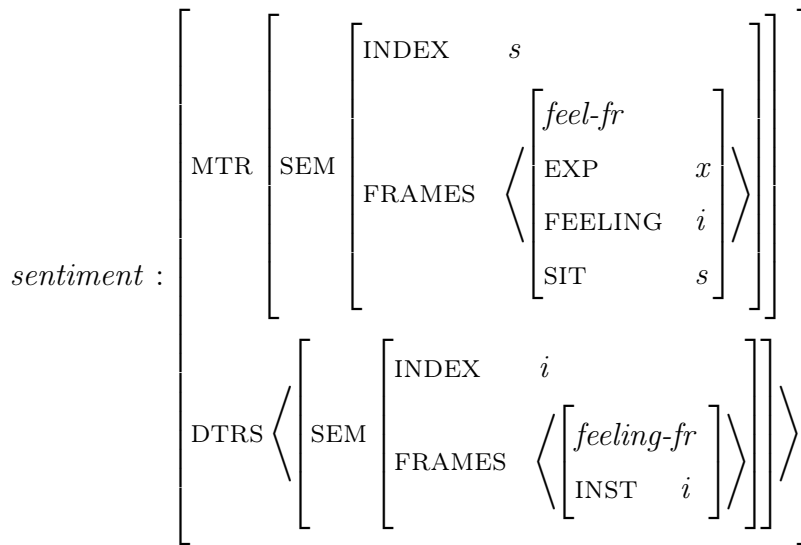 INDEX s
feel-fr
EXP x
MTR SEM
FRAMES
FEELING i
SIT s
sentiment :
INDEX i
DTRS SEM
feeling-fr
FRAMES
INST i